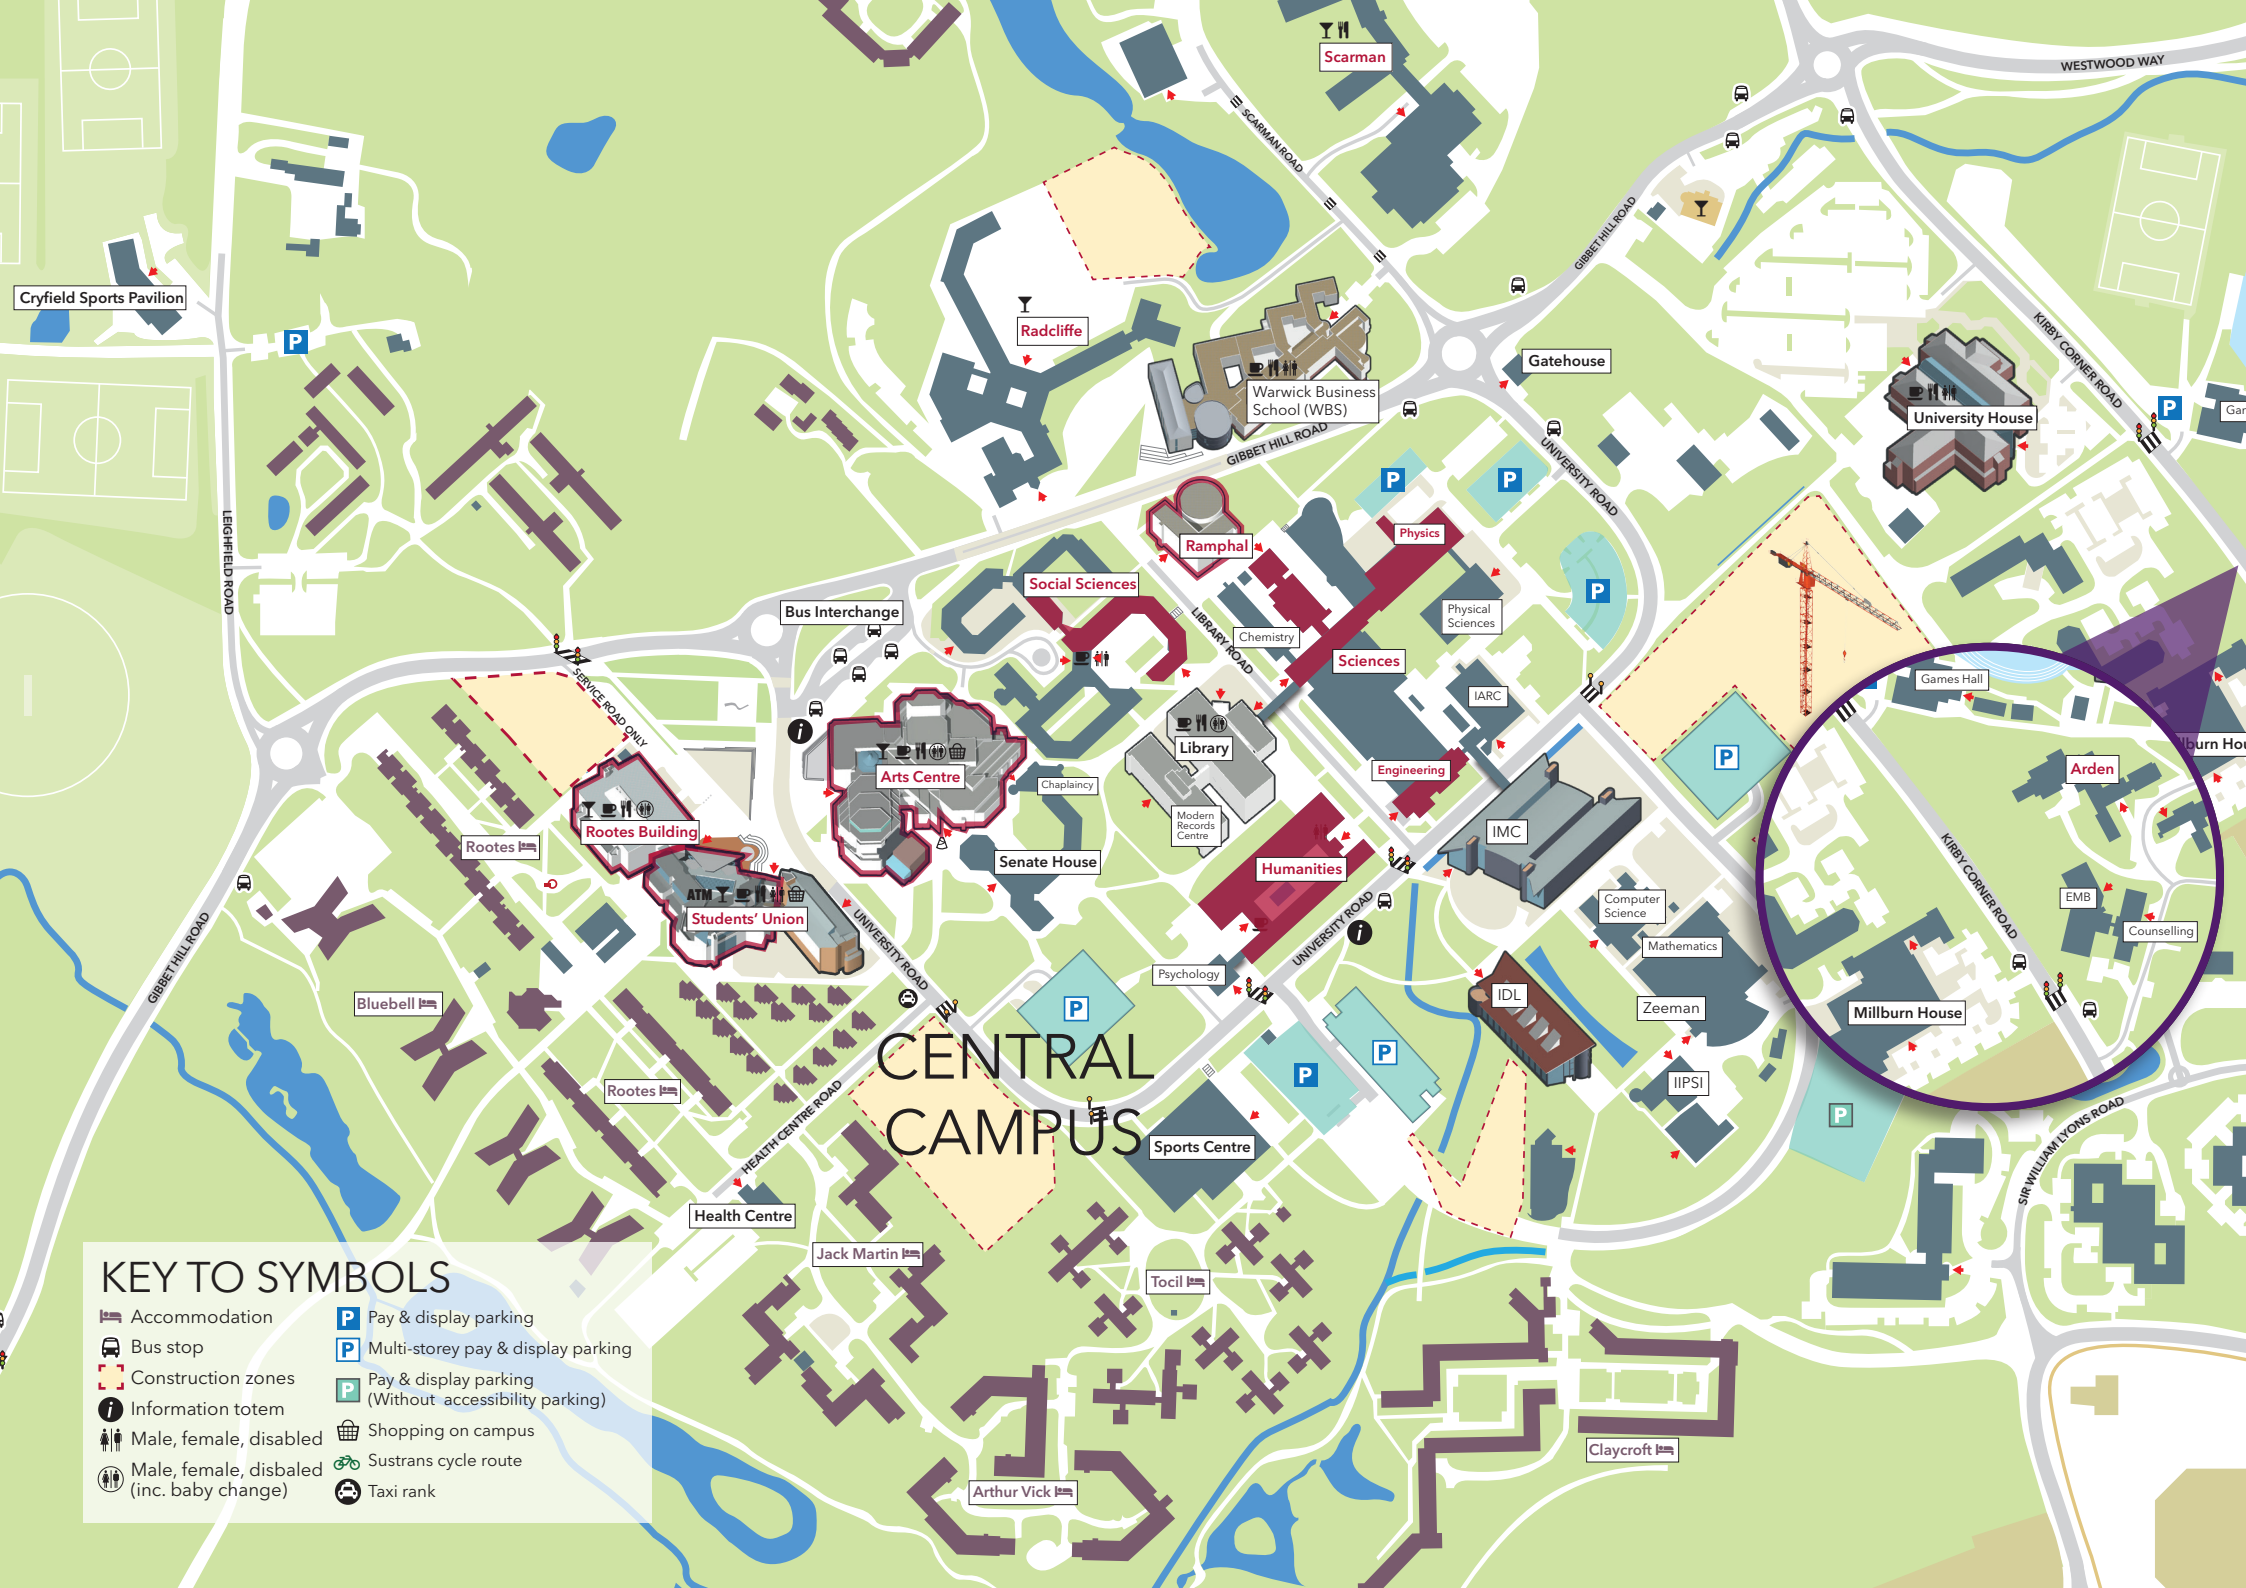 Scarman
WESTWOOD WAY
SCARMAN ROAD
GIBBET HILL ROAD
Cryfield Sports Pavilion
P
Radcliffe
KIRBY CORNER ROAD
Gatehouse
Warwick Business
School (WBS)
P
University House
GIBBET HILL ROAD
UNIVERSITY ROAD
P
P
LEIGHFIELD ROAD
Physics
Ramphal
Social Sciences
P
Bus Interchange
Physical
Sciences
LIBRARY ROAD
Chemistry
Sciences
SERVICE ROAD ONLY
IARC
Games Hall
i
Library
Arts Centre
Engineering
P
Arden
Chaplaincy
Modern
Records
Centre
Rootes Building
IMC
Rootes
Senate House
Humanities
KIRBY CORNER ROAD
ATM
Students' Union
EMB
Computer
Science
Counselling
UNIVERSITY ROAD
UNIVERSITY ROAD
i
Mathematics
GIBBET HILL ROAD
Psychology
Bluebell
IDL
P
Zeeman
Millburn House
CENTRAL
CAMPUS
P
P
IIPSI
Rootes
P
HEALTH CENTRE ROAD
Sports Centre
SIR WILLIAM LYONS ROAD
Health Centre
Jack Martin
Tocil
Claycroft
Arthur Vick
KEY TO SYMBOLS
Accommodation
Bus stop
Construction zones
i Information totem
Male, female, disabled
Male, female, disbaled
(inc. baby change)
P Pay & display parking
P Multi-storey pay & display parking
P Pay & display parking
(Without accessibility parking)
Shopping on campus
Sustrans cycle route
Taxi rank